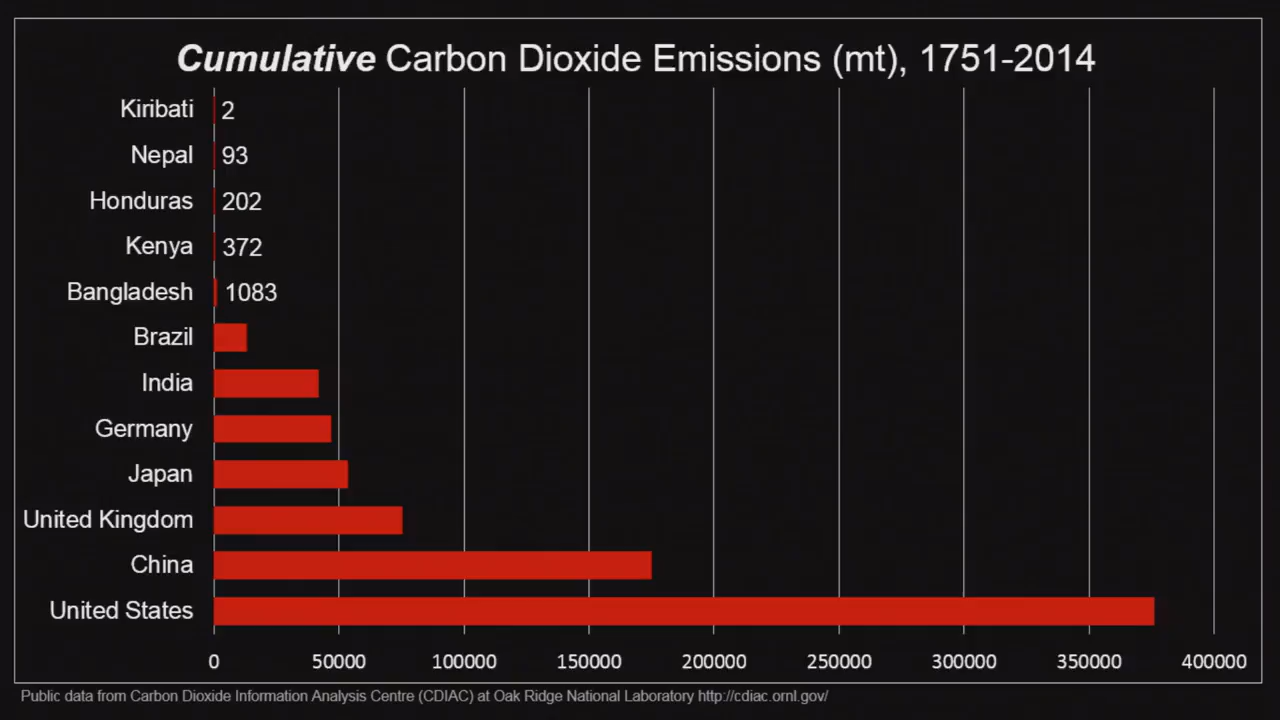 Cumulative Carbon Dioxide Emissions (mt), 1751-2014
Kiribati 2
Nepal 93
Honduras 202
Kenya 372
Bangladesh 1083
Brazil
India
Germany
Japan
United Kingdom
China
United States
0 50000 100000 150000 200000 250000 300000 350000 400000
Public data from Carbon Dioxide Information Analysis Centre (CDIAC) at Oak Ridge National Laboratory http://cdiac.ornl.gov/